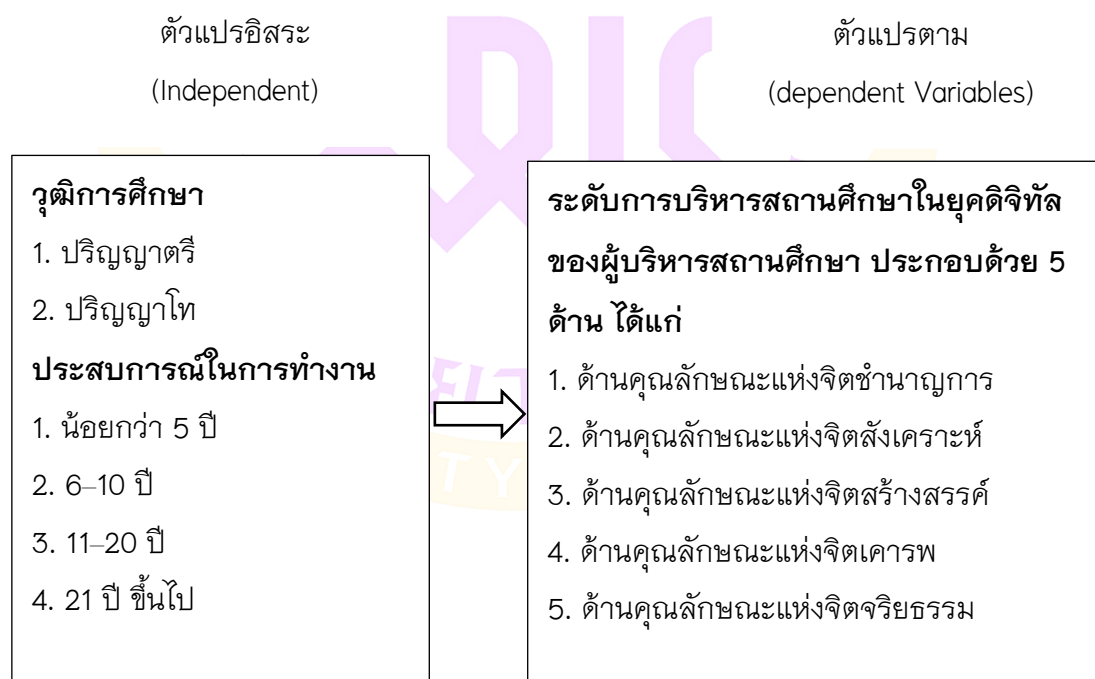 ตัวแปรอิสระ
(Independent)
ตัวแปรตาม
(dependent Variables)
วุฒิการศึกษา
1. ปริญญาตรี
2. ปริญญาโท
ประสบการณ์ในการทำงาน
1. น้อยกว่า 5 ปี
2. 6–10 ปี
3. 11–20 ปี
4. 21 ปี ขึ้นไป
ระดับการบริหารสถานศึกษาในยุคดิจิทัล
ของผู้บริหารสถานศึกษา ประกอบด้วย 5
ด้าน ได้แก่
1. ด้านคุณลักษณะแห่งจิตชำนาญการ
2. ด้านคุณลักษณะแห่งจิตสังเคราะห์
3. ด้านคุณลักษณะแห่งจิตสร้างสรรค์
4. ด้านคุณลักษณะแห่งจิตเคารพ
5. ด้านคุณลักษณะแห่งจิตจริยธรรม